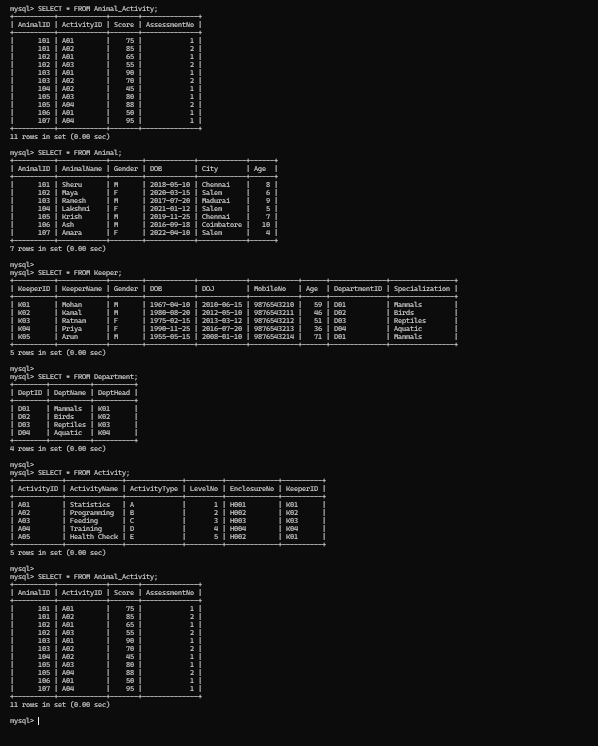 mysql> SELECT * FROM Animal_Activity;
| AnimalID | ActivityID | Score | AssessmentNo |
| 101 | A01 | 75 | 1 |
| 101 | A02 | 85 | 2 |
| 102 | A01 | 65 | 1 |
| 102 | A03 | 55 | 2 |
| 103 | A01 | 90 | 1 |
| 103 | A02 | 70 | 2 |
| 104 | A02 | 45 | 1 |
| 105 | A03 | 80 | 1 |
| 105 | A04 | 88 | 2 |
| 106 | A01 | 50 | 1 |
| 107 | A04 | 95 | 1 |
11 rows in set (0.00 sec)
mysql> SELECT * FROM Animal;
| AnimalID | AnimalName | Gender | DOB | City | Age |
| 101 | Sheru | M | 2018-05-10 | Chennai | 8 |
| 102 | Maya | F | 2020-03-15 | Salem | 6 |
| 103 | Ramesh | M | 2017-07-20 | Madurai | 9 |
| 104 | Lakshmi | F | 2021-01-12 | Salem | 5 |
| 105 | Krish | M | 2019-11-25 | Chennai | 7 |
| 106 | Ash | M | 2016-09-18 | Coimbatore | 10 |
| 107 | Amara | F | 2022-04-10 | Salem | 4 |
7 rows in set (0.00 sec)
mysql>
mysql> SELECT * FROM Keeper;
| KeeperID | KeeperName | Gender | DOB | DOJ | MobileNo | Age | DepartmentID | Specialization |
| K01 | Mohan | M | 1967-04-10 | 2010-06-15 | 9876543210 | 59 | D01 | Mammals |
| K02 | Kamal | M | 1980-08-20 | 2012-05-10 | 9876543211 | 46 | D02 | Birds |
| K03 | Ratnam | F | 1975-02-15 | 2013-03-12 | 9876543212 | 51 | D03 | Reptiles |
| K04 | Priya | F | 1990-11-25 | 2016-07-20 | 9876543213 | 36 | D04 | Aquatic |
| K05 | Arun | M | 1955-05-15 | 2008-01-10 | 9876543214 | 71 | D01 | Mammals |
5 rows in set (0.00 sec)
mysql>
mysql> SELECT * FROM Department;
| DeptID | DeptName | DeptHead |
| D01 | Mammals | K01 |
| D02 | Birds | K02 |
| D03 | Reptiles | K03 |
| D04 | Aquatic | K04 |
4 rows in set (0.00 sec)
mysql>
mysql> SELECT * FROM Activity;
| ActivityID | ActivityName | ActivityType | LevelNo | EnclosureNo | KeeperID |
| A01 | Statistics | A | 1 | H001 | K01 |
| A02 | Programming | B | 2 | H002 | K02 |
| A03 | Feeding | C | 3 | H003 | K03 |
| A04 | Training | D | 4 | H004 | K04 |
| A05 | Health Check | E | 5 | H002 | K01 |
5 rows in set (0.00 sec)
mysql>
mysql> SELECT * FROM Animal_Activity;
| AnimalID | ActivityID | Score | AssessmentNo |
| 101 | A01 | 75 | 1 |
| 101 | A02 | 85 | 2 |
| 102 | A01 | 65 | 1 |
| 102 | A03 | 55 | 2 |
| 103 | A01 | 90 | 1 |
| 103 | A02 | 70 | 2 |
| 104 | A02 | 45 | 1 |
| 105 | A03 | 80 | 1 |
| 105 | A04 | 88 | 2 |
| 106 | A01 | 50 | 1 |
| 107 | A04 | 95 | 1 |
11 rows in set (0.00 sec)
mysql>